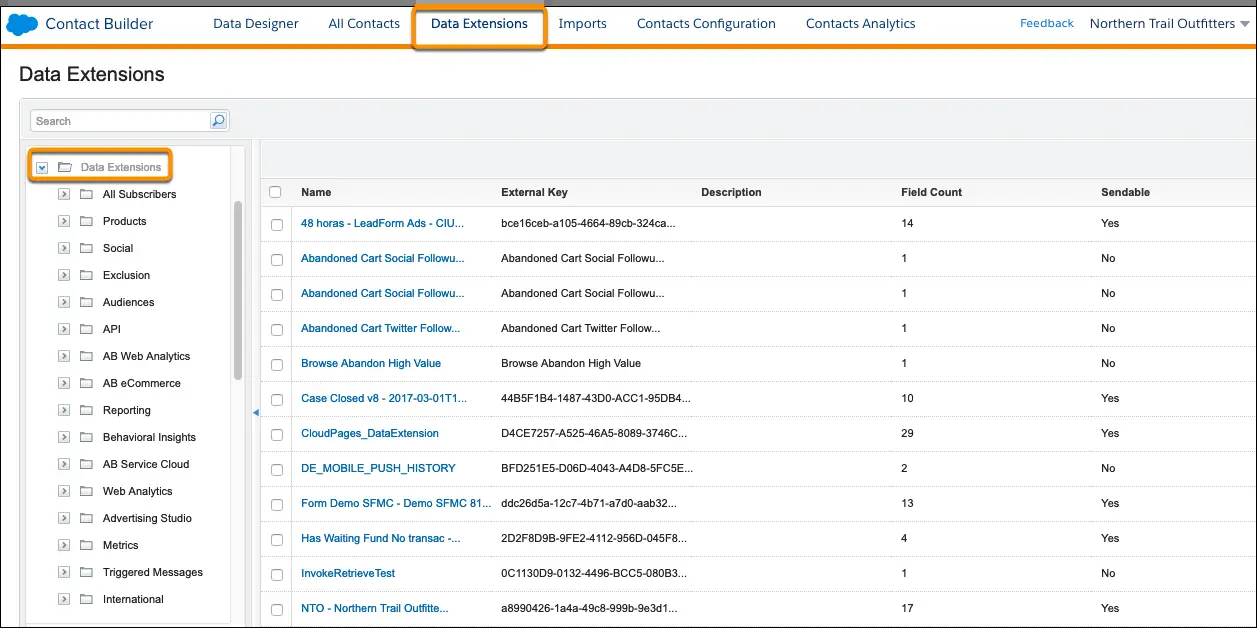 Contact Builder Data Designer All Contacts Data Extensions Imports Contacts Configuration Contacts Analytics Feedback Northern Trail Outfitters
Data Extensions
Search
Data Extensions
All Subscribers
Products
Social
Exclusion
Audiences
API
AB Web Analytics
AB eCommerce
Reporting
Behavioral Insights
AB Service Cloud
Web Analytics
Advertising Studio
Metrics
Triggered Messages
International
Name External Key Description Field Count Sendable
48 horas - LeadForm Ads - CIU... bce16ceb-a105-4664-89cb-324ca... 14 Yes
Abandoned Cart Social Followu... Abandoned Cart Social Followu... 1 No
Abandoned Cart Social Followu... Abandoned Cart Social Followu... 1 No
Abandoned Cart Twitter Follow... Abandoned Cart Twitter Follow... 1 No
Browse Abandon High Value Browse Abandon High Value 1 No
Case Closed v8 - 2017-03-01T1... 44B5F1B4-1487-43D0-ACC1-95DB4... 10 Yes
CloudPages_DataExtension D4CE7257-A525-46A5-8089-3746C... 29 Yes
DE_MOBILE_PUSH_HISTORY BFD251E5-D06D-4043-A4D8-5FC5E... 2 No
Form Demo SFMC - Demo SFMC 81... ddc26d5a-12c7-4b71-a7d0-aab32... 13 Yes
Has Waiting Fund No transac -... 2D2F8D9B-9FE2-4112-956D-045F8... 4 Yes
InvokeRetrieveTest 0C1130D9-0132-4496-BCC5-080B3... 1 No
NTO - Northern Trail Outfitte... a8990426-1a4a-49c8-999b-9e3d1... 17 Yes